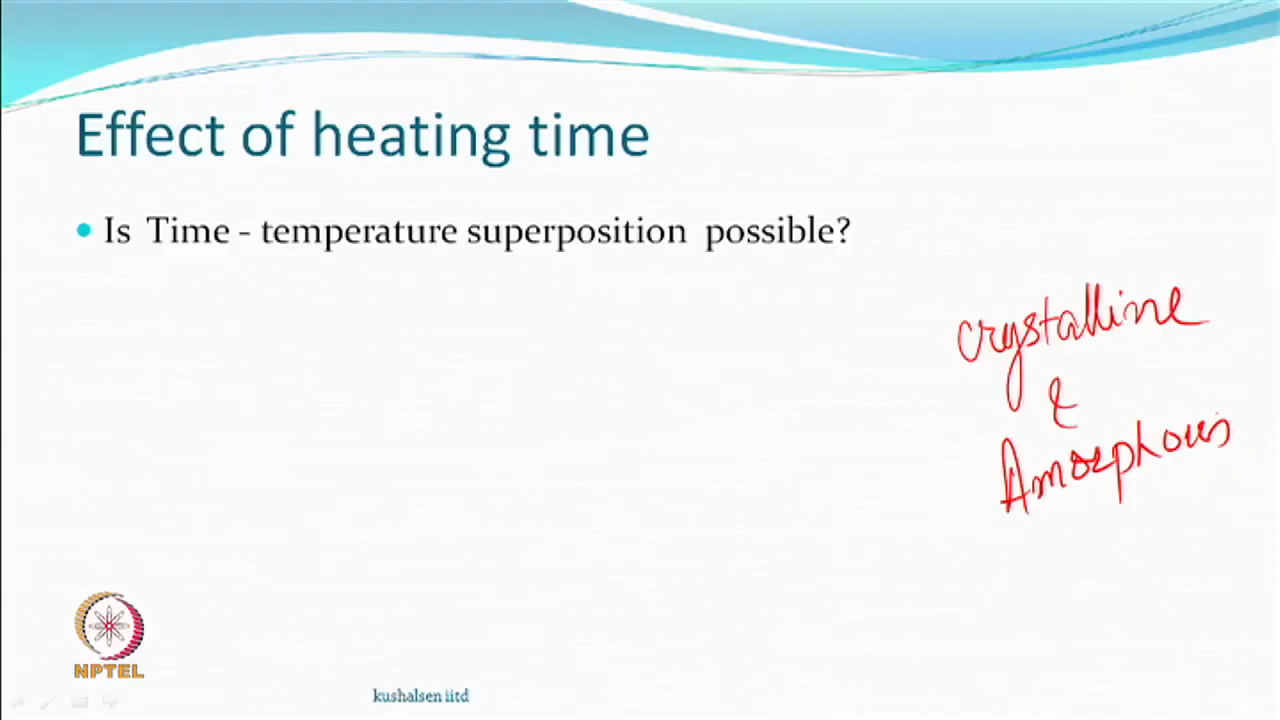 Effect of heating time
Is Time - temperature superposition possible?
Crystalline
&
Amorphous
NPTEL
kushalsen iitd